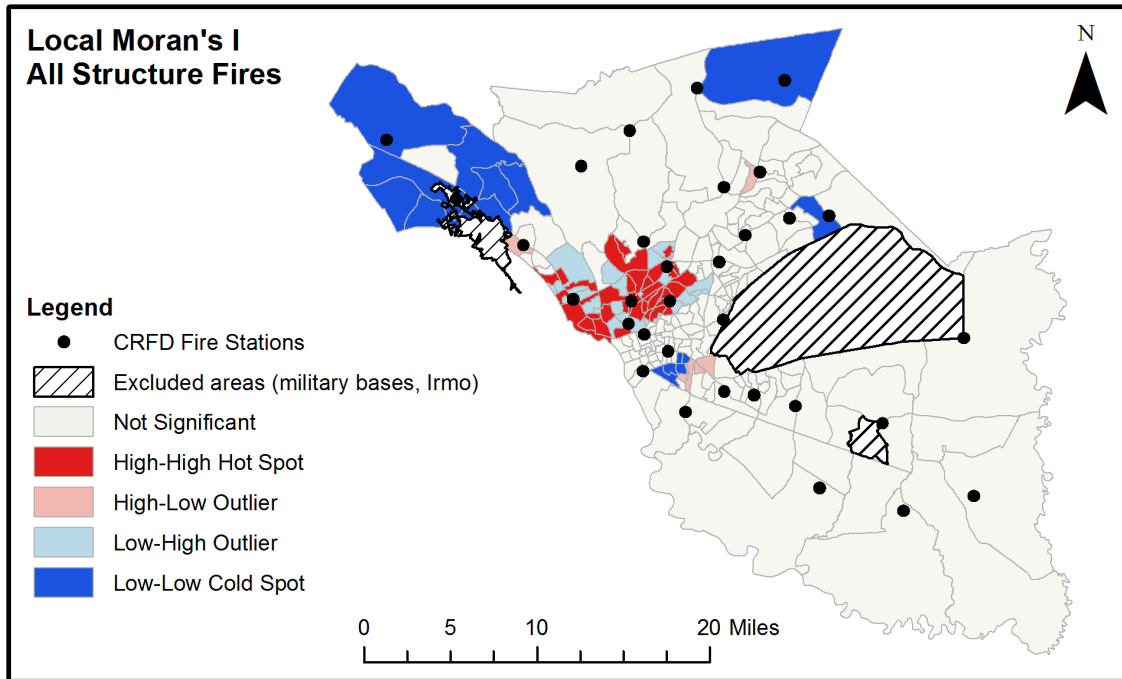 Local Moran's I
All Structure Fires
N
Legend
CRFD Fire Stations
Excluded areas (military bases, Irmo)
Not Significant
High-High Hot Spot
High-Low Outlier
Low-High Outlier
Low-Low Cold Spot
0 5 10 20 Miles